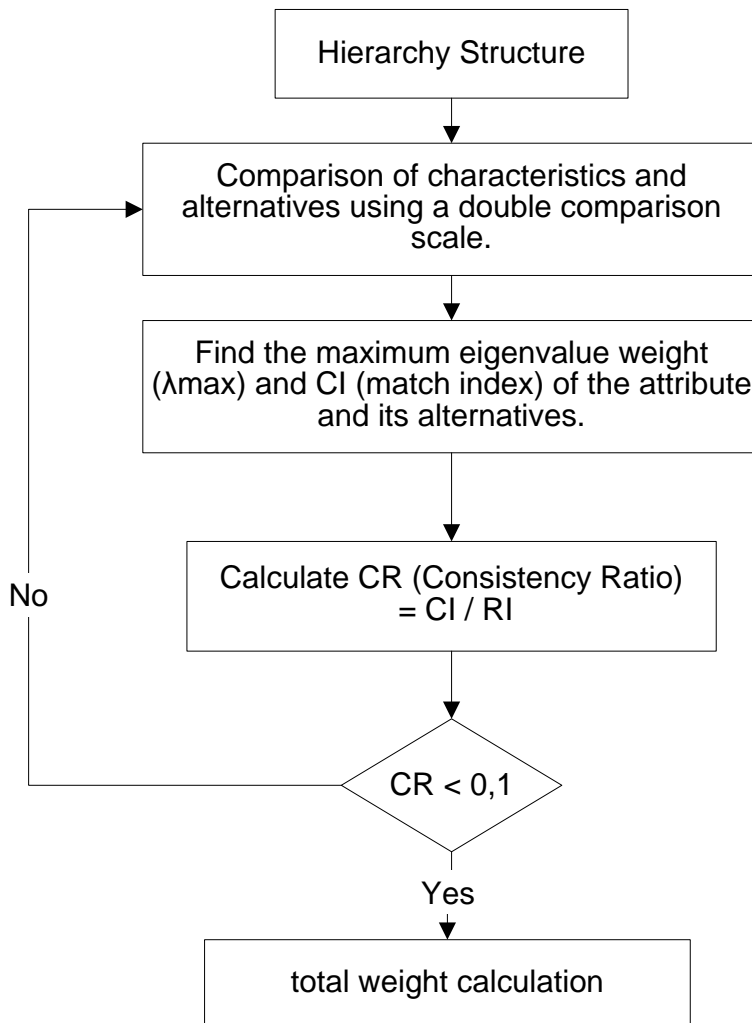 Hierarchy Structure
Comparison of characteristics and
alternatives using a double comparison
scale.
Find the maximum eigenvalue weight
(λmax) and CI (match index) of the attribute
and its alternatives.
Calculate CR (Consistency Ratio)
= CI / RI
No
CR < 0,1
Yes
total weight calculation